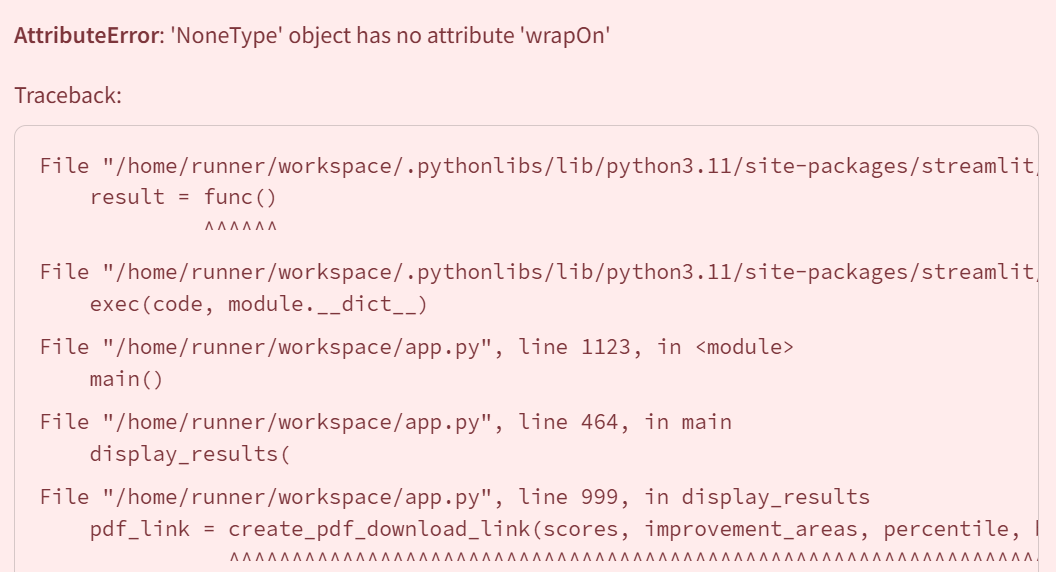 AttributeError: 'NoneType' object has no attribute 'wrapOn'
Traceback:
File "/home/runner/workspace/.pythonlibs/lib/python3.11/site-packages/streamlit/
result = func()
^^^^^^
File "/home/runner/workspace/.pythonlibs/lib/python3.11/site-packages/streamlit/
exec(code, module.__dict__)
File "/home/runner/workspace/app.py", line 1123, in <module>
main()
File "/home/runner/workspace/app.py", line 464, in main
display_results(
File "/home/runner/workspace/app.py", line 999, in display_results
pdf_link = create_pdf_download_link(scores, improvement_areas, percentile,
^^^^^^^^^^^^^^^^^^^^^^^^^^^^^^^^^^^^^^^^^^^^^^^^^^^^^^^^^^^^^^^^^